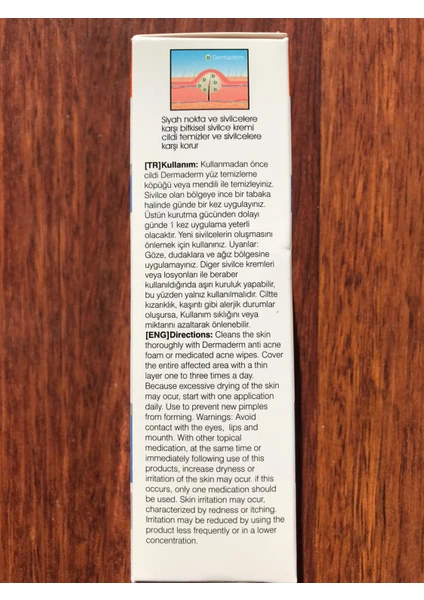 Dermaderm
Siyah nokta ve sivilcelere
karşı bitkisel sivilce kremi
cildi temizler ve sivilcelere
karşı korur
[TR]Kullanım: Kullanmadan önce
cildi Dermaderm yüz temizleme
köpüğü veya mendili ile temizleyiniz.
Sivilce olan bölgeye ince bir tabaka
halinde günde bir kez uygulayınız.
Üstün kurutma gücünden dolayı
günde 1 kez uygulama yeterli
olacatır. Yeni sivilcelerin oluşmasını
önlemek için kullanınız. Uyarılar:
Göze, dudaklara ve ağız bölgesine
uygulamayınız. Diger sivilce kremleri
veya losyonları ile beraber
kullanıldığında aşırı kuruluk yapabilir,
bu yüzden yalnız kullanılmalıdır. Ciltte
kızarıklık, kaşıntı gibi alerjik durumlar
oluşursa, Kullanım sıklığını veya
miktarını azaltarak önlenebilir.
[ENG]Directions: Cleans the skin
thoroughly with Dermaderm anti acne
foam or medicated acne wipes. Cover
the entire affected area with a thin
layer one to three times a day.
Because excessive drying of the skin
may ocur, start with one application
daily. Use to prevent new pimples
from forming. Warnings: Avoid
contact with the eyes, lips and
mounth. With other topical
medication, at the same time or
immediately following use of this
products, increase dryness or
irritation of the skin may ocur. if this
occurs, only one medication should
be used. Skin irritation may ocur,
characterized by redness or itching.
Irritation may be reduced by using the
product less frequently or in a lower
concentration.